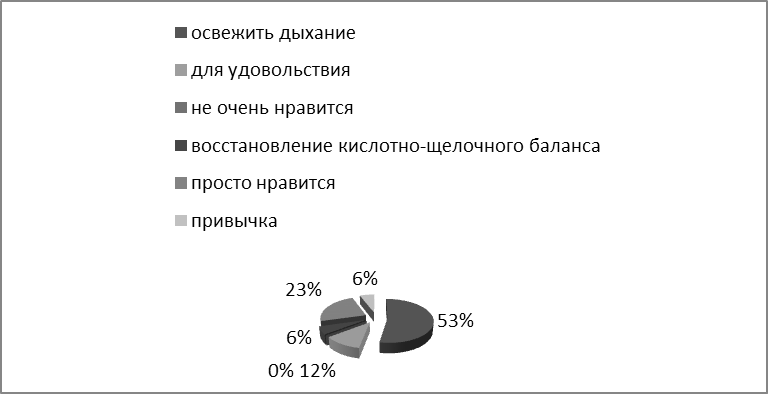 освежить дыхание
для удовольствия
не очень нравится
восстановление кислотно-щелочного баланса
просто нравится
привычка
6%
23%
53%
6%
0% 12%